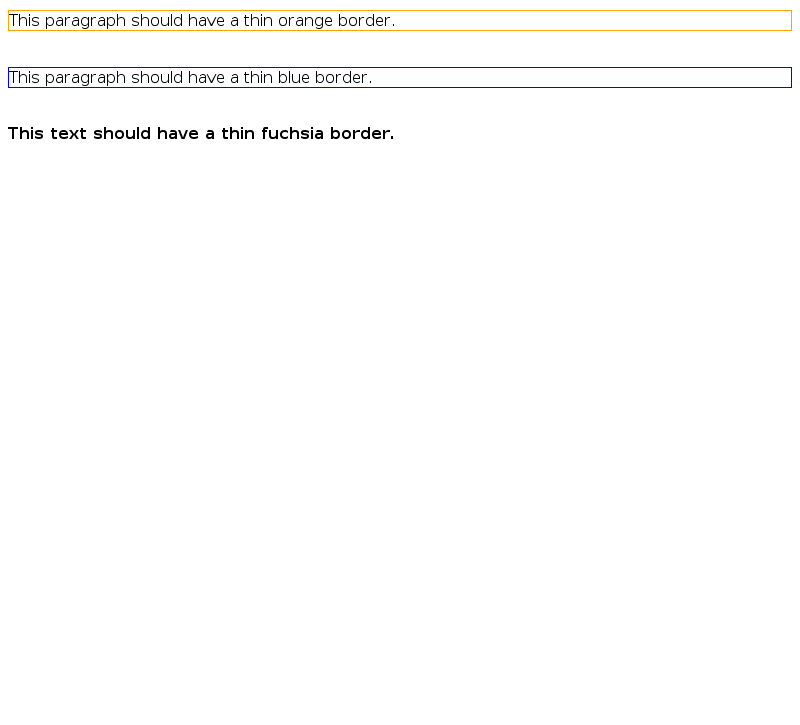 This paragraph should have a thin orange border.
This paragraph should have a thin blue border.
This text should have a thin fuchsia border.